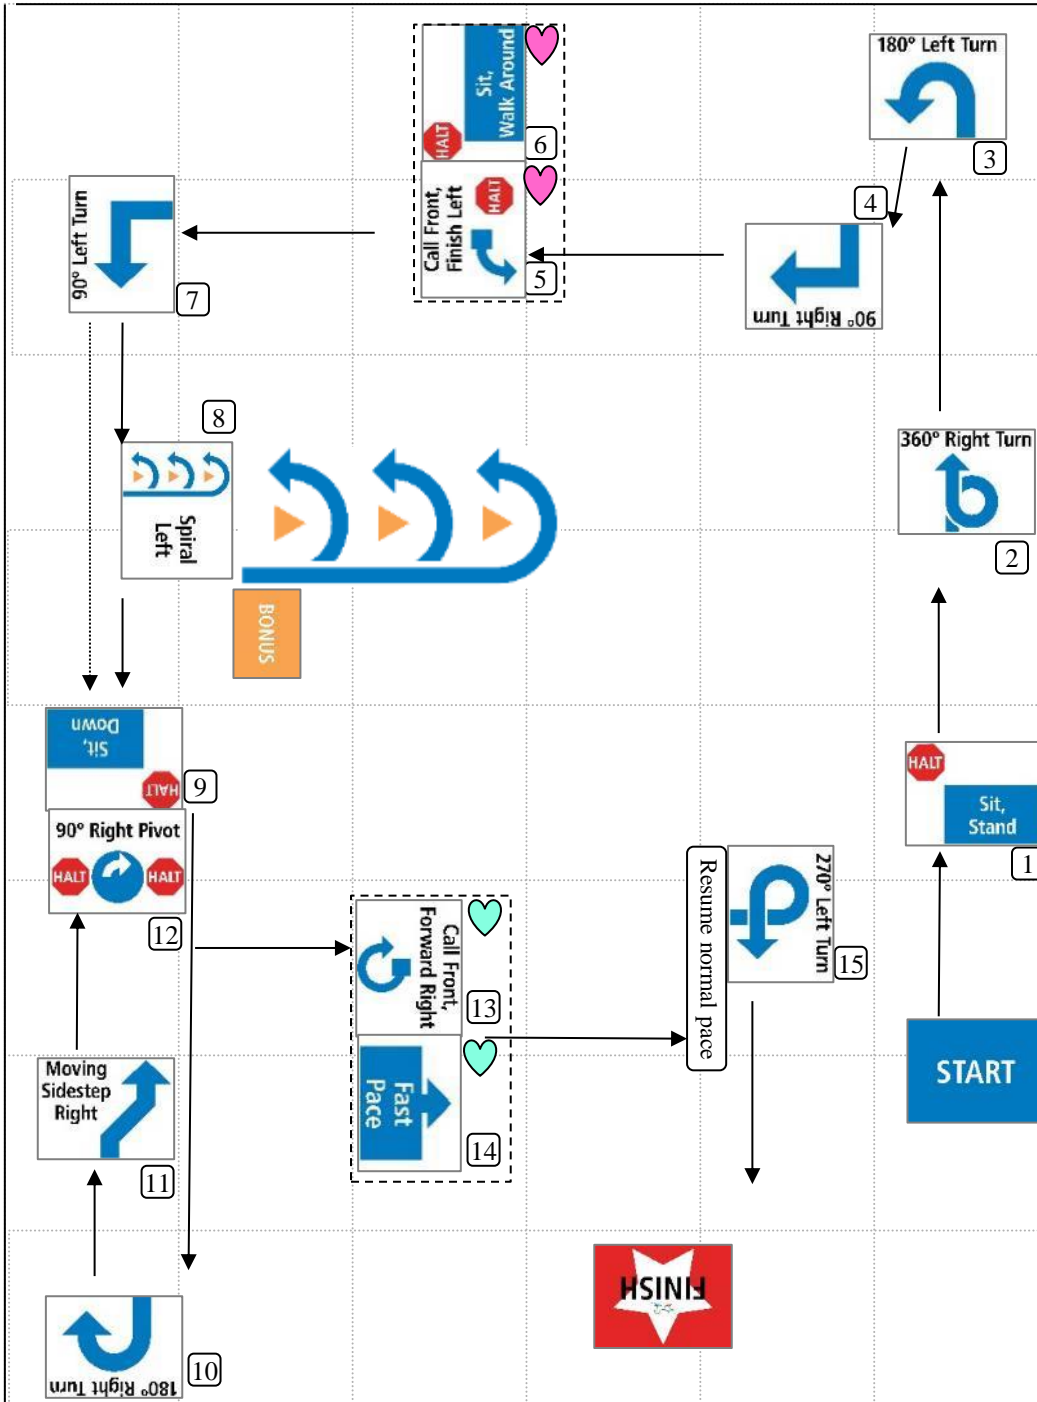 180° Left Turn
3
HALT
Sit,
Walk Around
6
HALT
Call Front,
Finish Left
5
4
90° Right Turn
90° Left Turn
7
8
Spiral
Left
BONUS
360° Right Turn
2
Sit,
Down
HALT
9
90° Right Pivot
HALT
HALT
12
HALT
Sit,
Stand
1
Call Front,
Forward Right
13
Fast
Pace
14
Resume normal pace
270° Left Turn
15
START
Moving
Sidestep
Right
11
FINISH
180° Right Turn
10